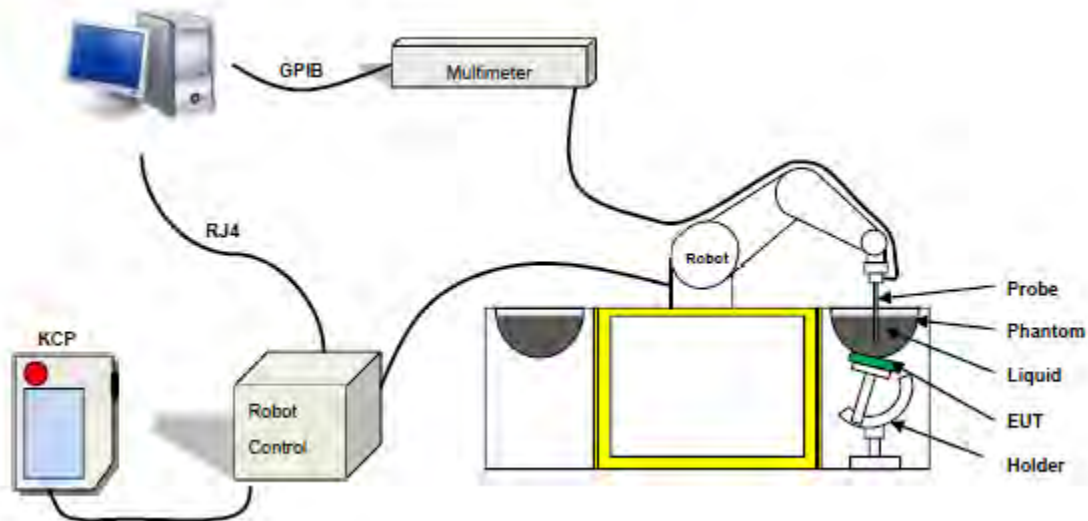 GPIB
Multimeter
RJ4
Robot
Probe
Phantom
KCP
Liquid
Robot
Control
EUT
Holder